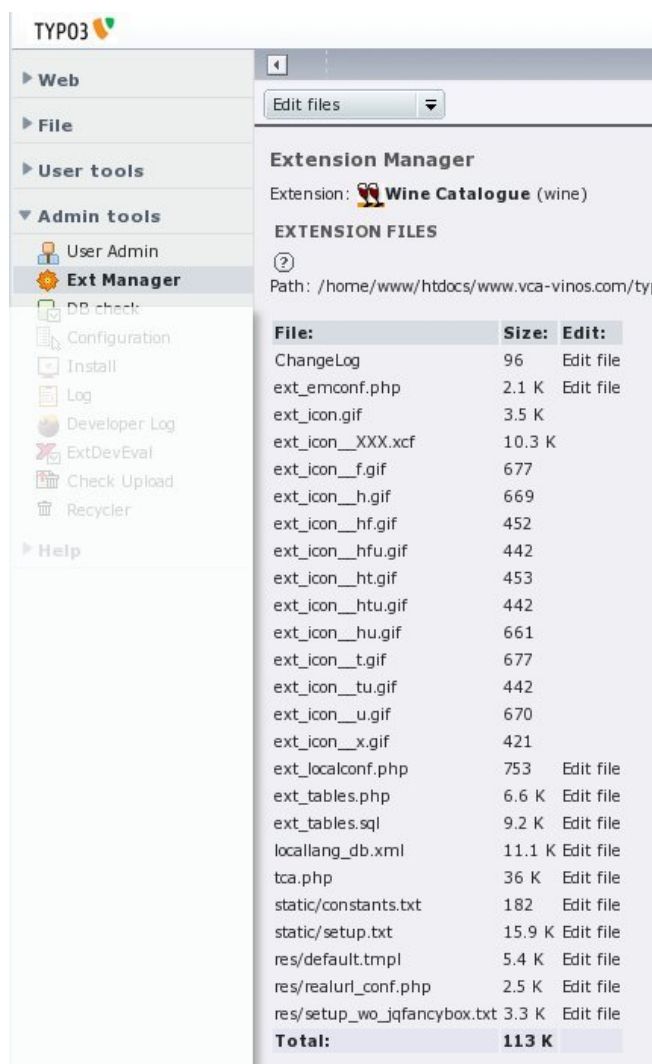 TYPO3
Web
File
User tools
Admin tools
User Admin
Ext Manager
DB check
Configuration
Install
Log
Developer Log
ExtDevEval
Check Upload
Recycler
Help
Edit files
Extension Manager
Extension: Wine Catalogue (wine)
EXTENSION FILES
?
Path: /home/www/htdocs/www.vca-vinos.com/typ
File: Size: Edit:
ChangeLog 96 Edit file
ext_emconf.php 2.1 K Edit file
ext_icon.gif 3.5 K
ext_icon__XXX.xcf 10.3 K
ext_icon__f.gif 677
ext_icon__h.gif 669
ext_icon__hf.gif 452
ext_icon__hfu.gif 442
ext_icon__ht.gif 453
ext_icon__htu.gif 442
ext_icon__hu.gif 661
ext_icon__t.gif 677
ext_icon__tu.gif 442
ext_icon__u.gif 670
ext_icon__x.gif 421
ext_localconf.php 753 Edit file
ext_tables.php 6.6 K Edit file
ext_tables.sql 9.2 K Edit file
locallang_db.xml 11.1 K Edit file
tca.php 36 K Edit file
static/constants.txt 182 Edit file
static/setup.txt 15.9 K Edit file
res/default.tmpl 5.4 K Edit file
res/realurl_conf.php 2.5 K Edit file
res/setup_wo_jqfancybox.txt 3.3 K Edit file
Total: 113 K